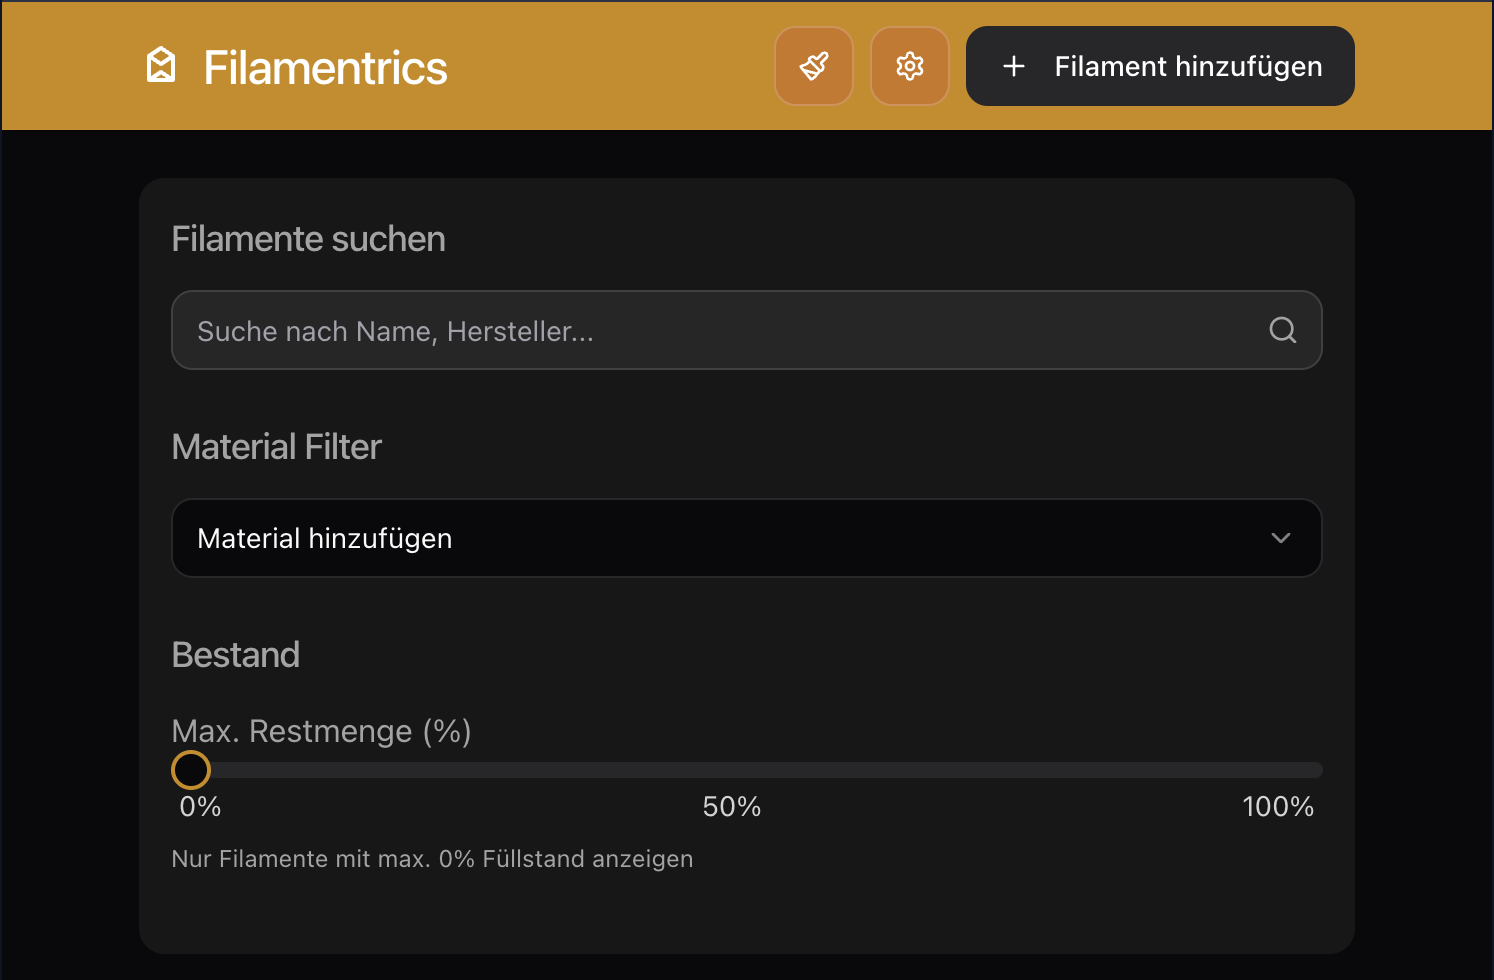 Filamentrics
Filament hinzufügen
Filamente suchen
Suche nach Name, Hersteller...
Material Filter
Material hinzufügen
Bestand
Max. Restmenge (%)
0% 50% 100%
Nur Filamente mit max. 0% Füllstand anzeigen